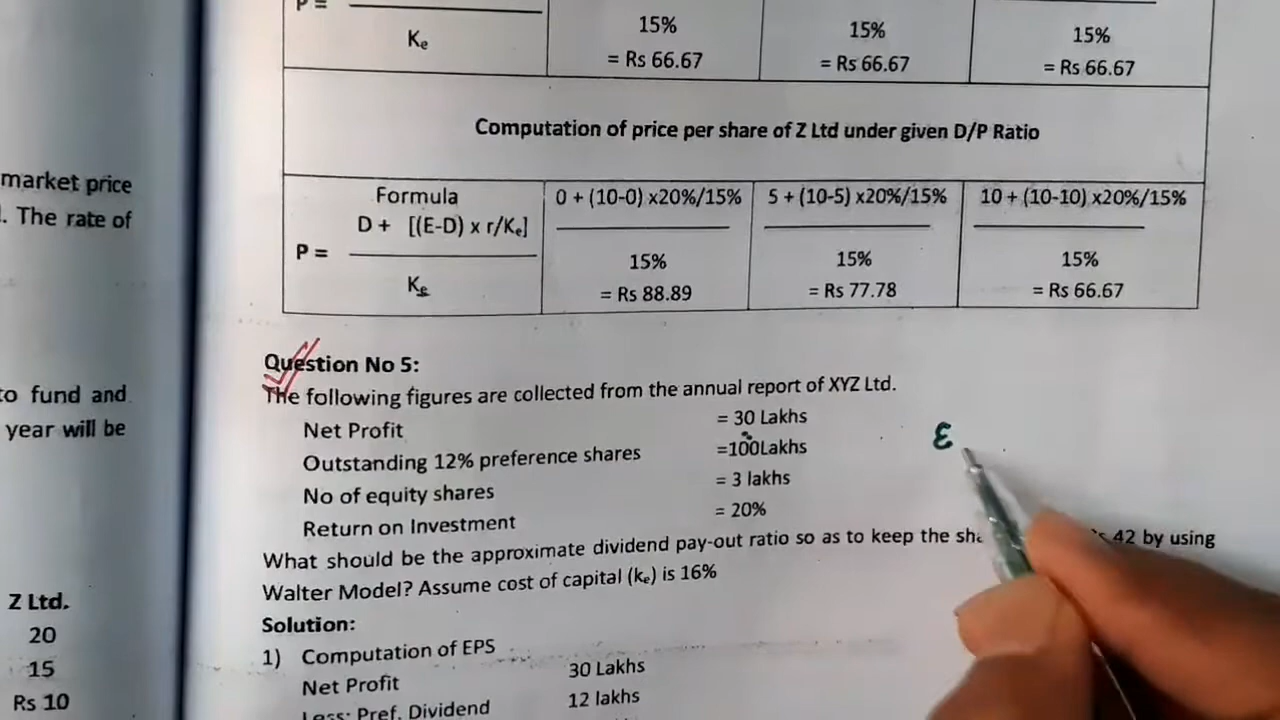 P =
Ke
15%
15%
15%
= Rs 66.67
= Rs 66.67
= Rs 66.67
Computation of price per share of Z Ltd under given D/P Ratio
Formula
P =
D + [(E-D) x r/Ke]
Ke
0 + (10-0) x20%/15%
15%
= Rs 88.89
5 + (10-5) x20%/15%
15%
= Rs 77.78
10 + (10-10) x20%/15%
15%
= Rs 66.67
market price
. The rate of
to fund and
year will be
Z Ltd.
20
15
Rs 10
Question No 5:
The following figures are collected from the annual report of XYZ Ltd.
Net Profit = 30 Lakhs
Outstanding 12% preference shares =100Lakhs
No of equity shares = 3 lakhs
Return on Investment = 20%
E
What should be the approximate dividend pay-out ratio so as to keep the 42 by using
Walter Model? Assume cost of capital (ke) is 16%
Solution:
1) Computation of EPS
Net Profit 30 Lakhs
Less: Pref. Dividend 12 lakhs